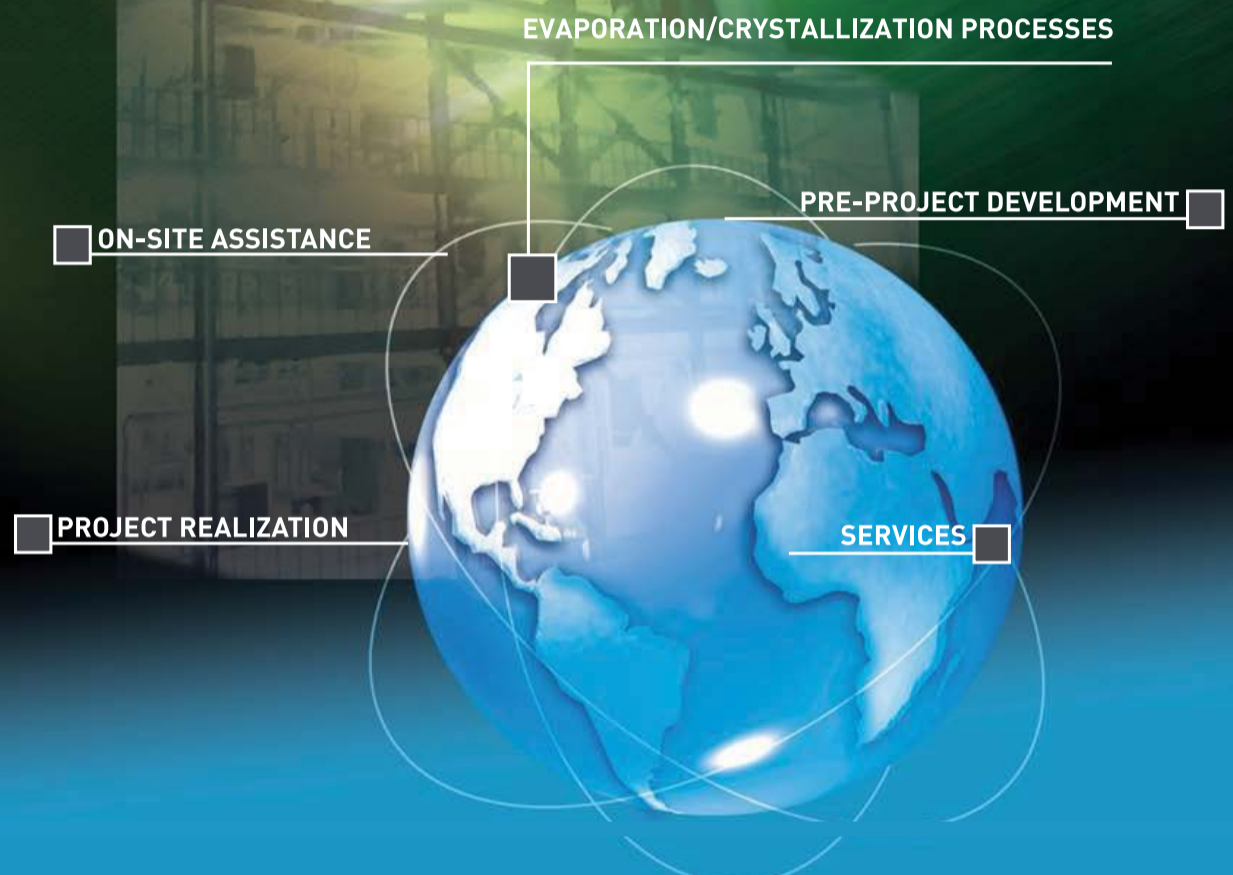 EVAPORATION/CRYSTALLIZATION PROCESSES
PRE-PROJECT DEVELOPMENT
ON-SITE ASSISTANCE
PROJECT REALIZATION
SERVICES